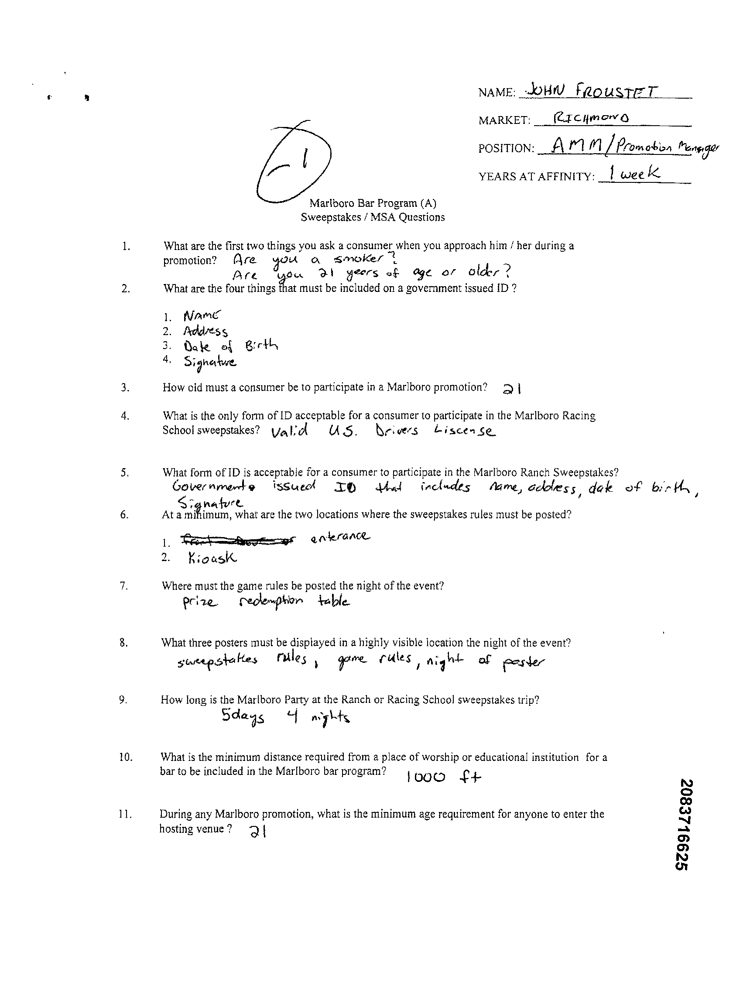 NAME: JOHN FROUSTET
MARKET: RICHMOND
POSITION: AMM/Promotion Manager
YEARS AT AFFINITY: 1 week
-1
Marlboro Bar Program (A)
Sweepstakes / MSA Questions
1. What are the first two things you ask a consumer when you approach him / her during a
promotion? Are you a smoker?
Are you 21 years of age or older?
2. What are the four things that must be included on a government issued ID ?
1. NAME
2. Address
3. Date of Birth
4. Signature
3. How old must a consumer be to participate in a Marlboro promotion? 21
4. What is the only form of ID acceptable for a consumer to participate in the Marlboro Racing
School sweepstakes? Valid U.S. Drivers Liscense
5. What form of ID is acceptable for a consumer to participate in the Marlboro Ranch Sweepstakes?
Government issued ID that includes name, address, date of birth,
Signature
6. At a minimum, what are the two locations where the sweepstakes rules must be posted?
1. enterance
2. Kioask
7. Where must the game rules be posted the night of the event?
prize redemption table
8. What three posters must be displayed in a highly visible location the night of the event?
sweepstakes rules, game rules, night of poster
9. How long is the Marlboro Party at the Ranch or Racing School sweepstakes trip?
5days 4 nights
10. What is the minimum distance required from a place of worship or educational institution for a
bar to be included in the Marlboro bar program? 1000 ft
11. During any Marlboro promotion, what is the minimum age requirement for anyone to enter the
hosting venue ? 21
2083716625